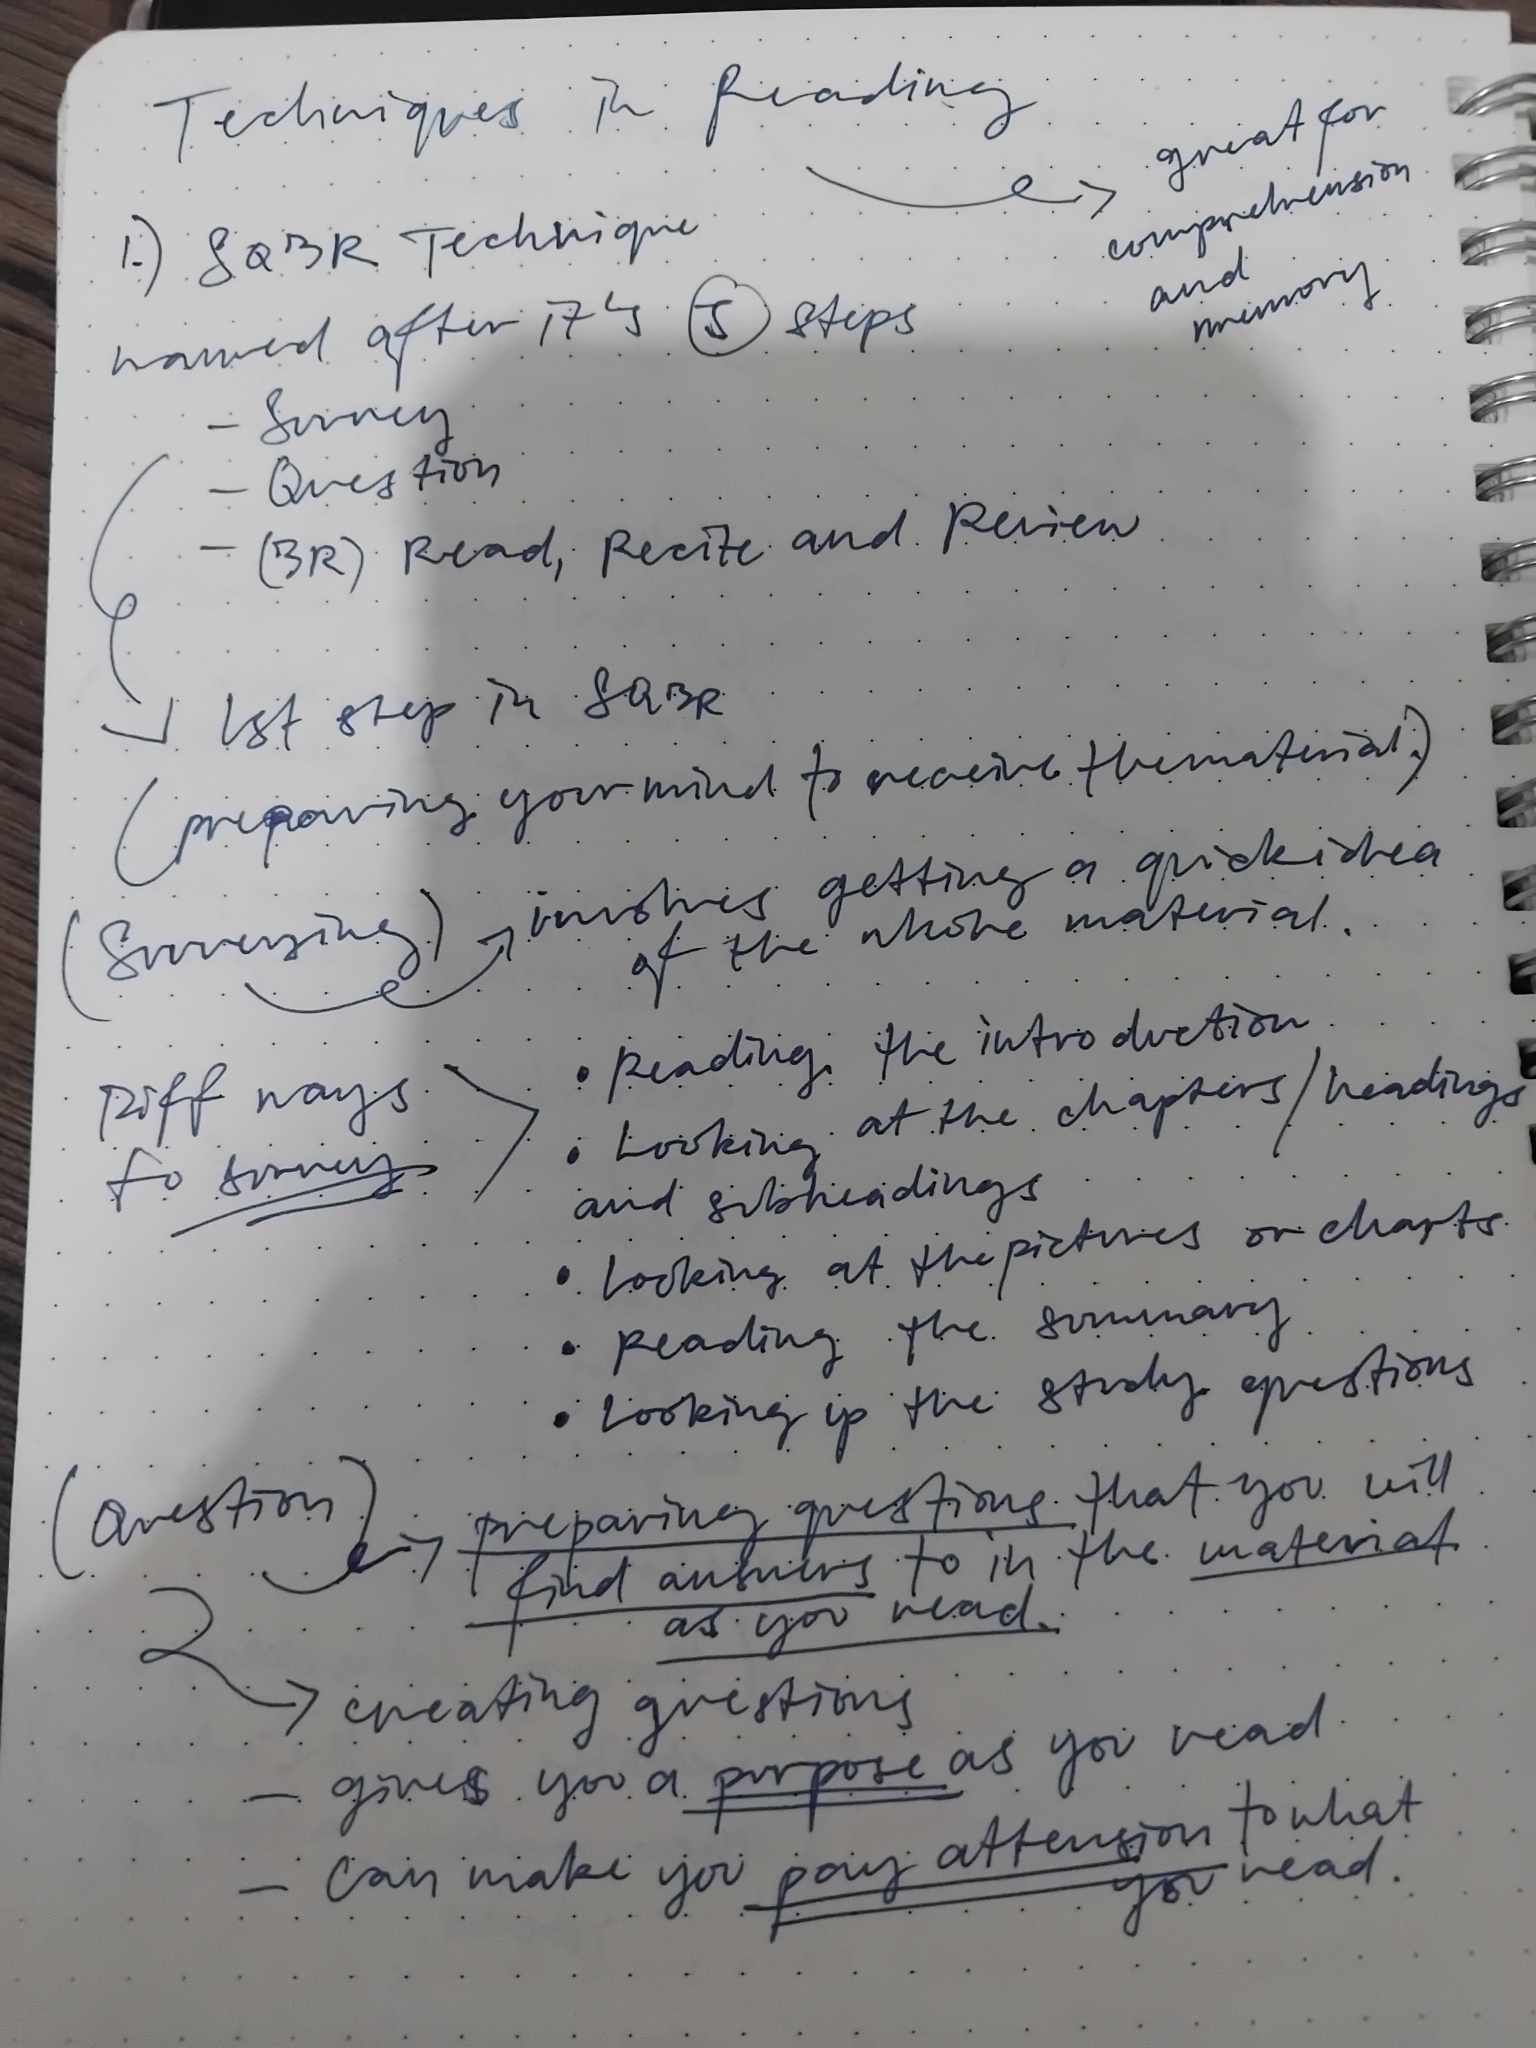 Techniques in Reading
great for
comprehension
and
memory
1.) SQ3R Technique
named after it's 5 steps
- Survey
- Question
- (3R) Read, Recite and Review
1st step in SQ3R
(preparing your mind to receive the material.)
(Surveying) involves getting a quick idea
of the whole material.
Diff ways
to survey
• Reading the introduction
• Looking at the chapters/headings
and subheadings
• Looking at the pictures or charts
• Reading the summary
• Looking up the study questions
(Question) preparing questions that you will
find answers to in the material
as you read.
creating questions
- gives you a purpose as you read
- Can make you pay attension to what
you read.